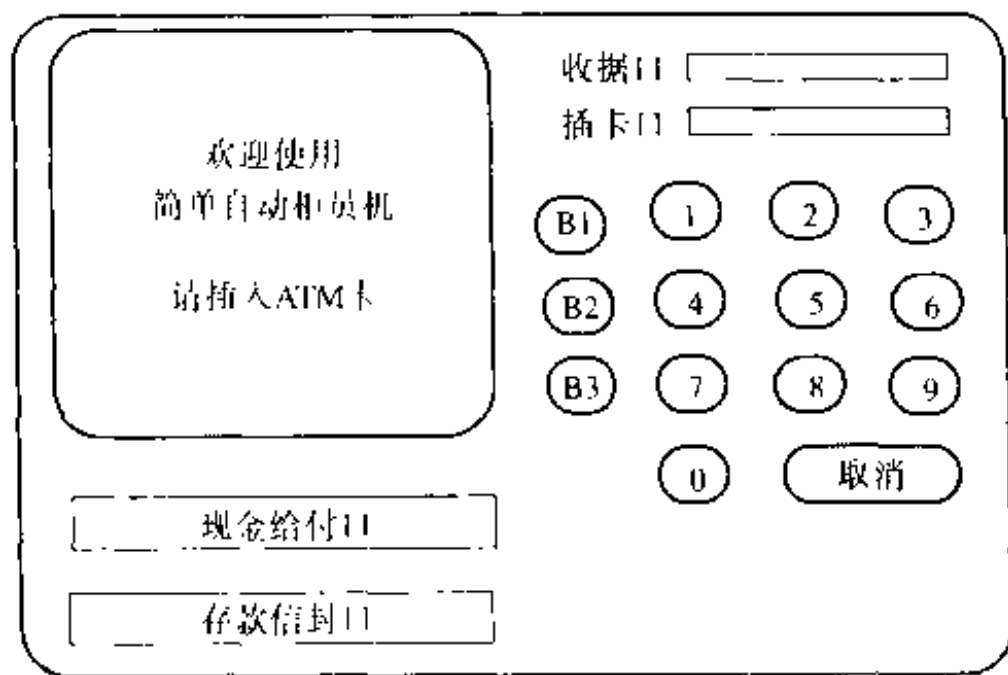 欢迎使用
简单自动柜员机
请插入ATM卡
收据口
插卡口
B1 1 2 3
B2 4 5 6
B3 7 8 9
0 取消
现金给付口
存款信封口